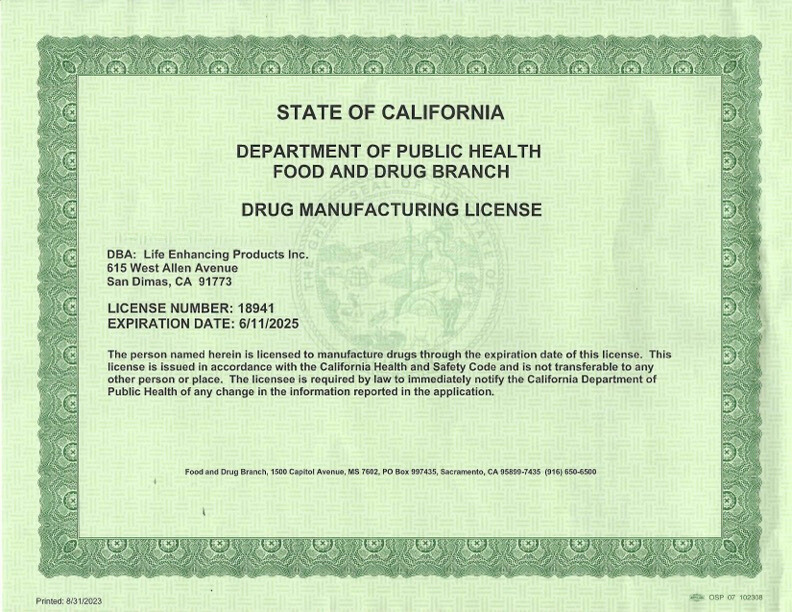 STATE OF CALIFORNIA
DEPARTMENT OF PUBLIC HEALTH
FOOD AND DRUG BRANCH
DRUG MANUFACTURING LICENSE
DBA: Life Enhancing Products Inc.
615 West Allen Avenue
San Dimas, CA 91773
LICENSE NUMBER: 18941
EXPIRATION DATE: 6/11/2025
The person named herein is licensed to manufacture drugs through the expiration date of this license. This
license is issued in accordance with the California Health and Safety Code and is not transferable to any
other person or place. The licensee is required by law to immediately notify the California Department of
Public Health of any change in the information reported in the application.
Food and Drug Branch, 1500 Capitol Avenue, MS 7602, PO Box 997435, Sacramento, CA 95899-7435 (916) 650-6500
Printed: 8/31/2023
OSP 07 102308